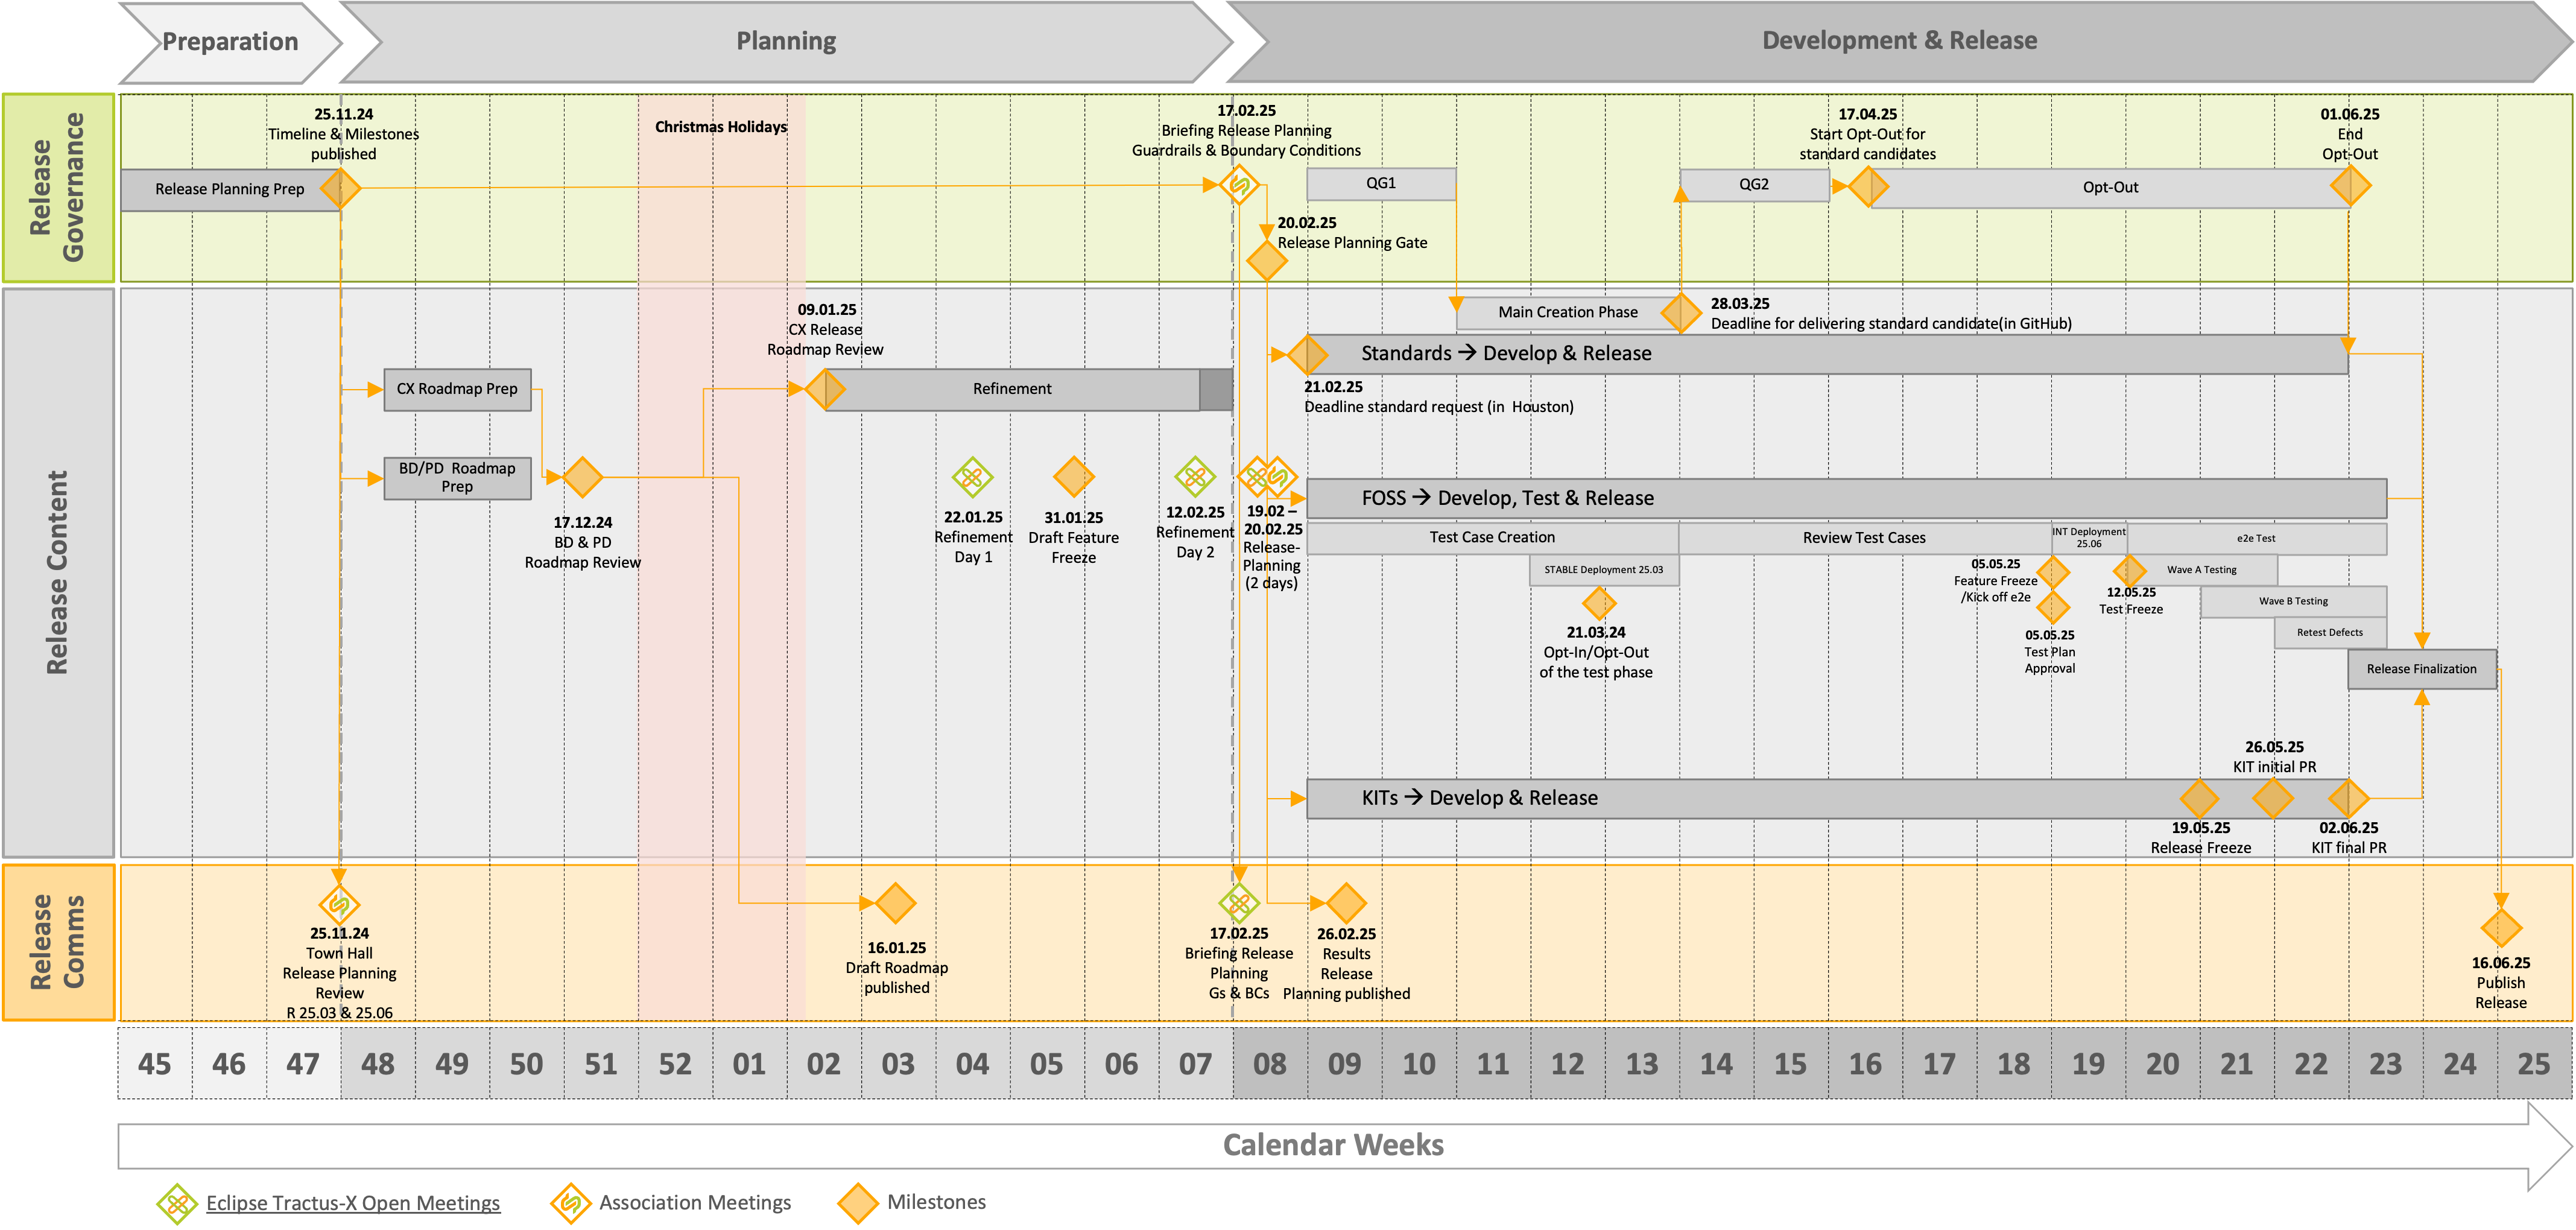 Preparation
Planning
Development & Release
Release
Governance
25.11.24
Timeline & Milestones
published
Christmas Holidays
17.02.25
Briefing Release Planning
Guardrails & Boundary Conditions
17.04.25
Start Opt-Out for
standard candidates
01.06.25
End
Opt-Out
Release Planning Prep
QG1
QG2
Opt-Out
20.02.25
Release Planning Gate
Release Content
09.01.25
CX Release
Roadmap Review
Main Creation Phase
28.03.25
Deadline for delivering standard candidate(in GitHub)
Standards → Develop & Release
CX Roadmap Prep
Refinement
21.02.25
Deadline standard request (in Houston)
BD/PD Roadmap
Prep
17.12.24
BD & PD
Roadmap Review
22.01.25
Refinement
Day 1
31.01.25
Draft Feature
Freeze
12.02.25
Refinement
Day 2
19.02 –
20.02.25
Release-
Planning
(2 days)
FOSS → Develop, Test & Release
Test Case Creation
Review Test Cases
INT Deployment
25.06
e2e Test
STABLE Deployment 25.03
05.05.25
Feature Freeze
/Kick off e2e
Wave A Testing
12.05.25
Test Freeze
Wave B Testing
21.03.24
Opt-In/Opt-Out
of the test phase
05.05.25
Test Plan
Approval
Retest Defects
Release Finalization
26.05.25
KIT initial PR
KITs → Develop & Release
19.05.25
Release Freeze
02.06.25
KIT final PR
Release
Comms
25.11.24
Town Hall
Release Planning
Review
R 25.03 & 25.06
16.01.25
Draft Roadmap
published
17.02.25
Briefing Release
Planning
Gs & BCs
26.02.25
Results
Release
Planning published
16.06.25
Publish
Release
45 46 47 48 49 50 51 52 01 02 03 04 05 06 07 08 09 10 11 12 13 14 15 16 17 18 19 20 21 22 23 24 25
Calendar Weeks
Eclipse Tractus-X Open Meetings
Association Meetings
Milestones